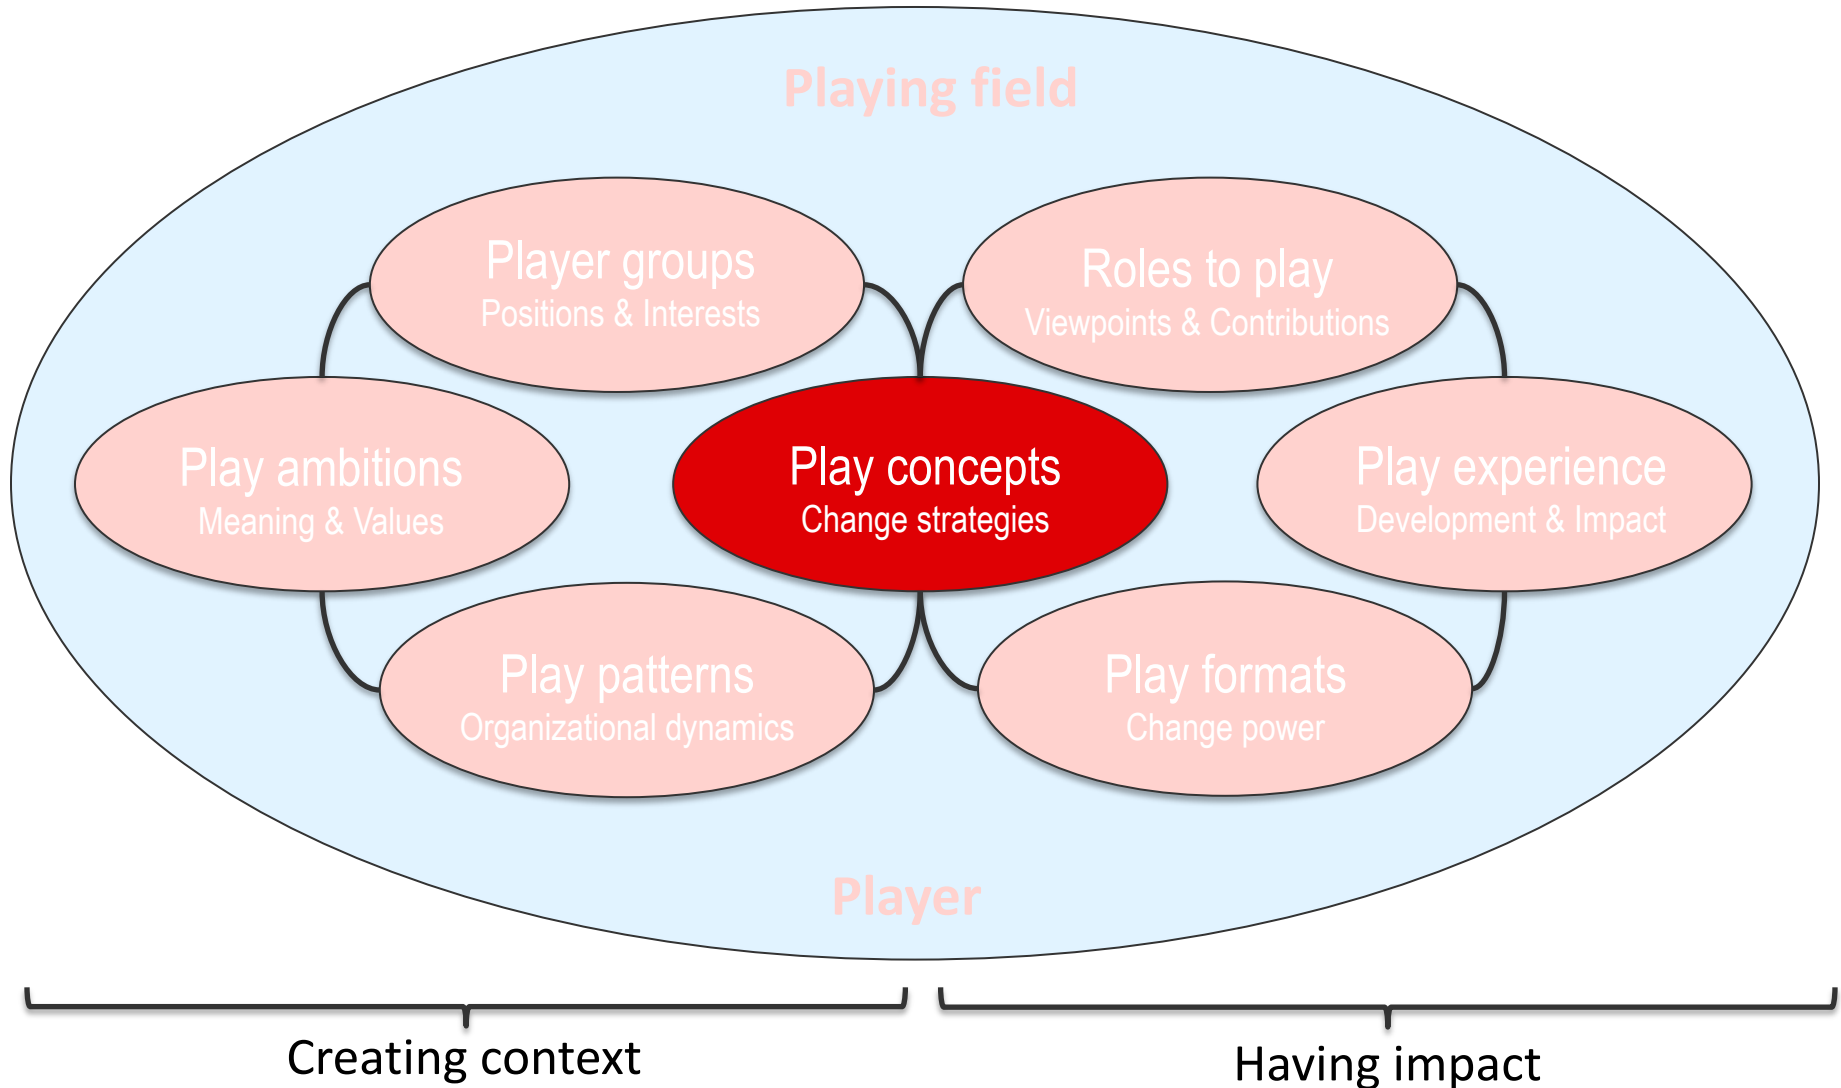 Playing field
Player groups
Positions & Interests
Roles to play
Viewpoints & Contributions
Play ambitions
Meaning & Values
Play concepts
Change strategies
Play experience
Development & Impact
Play patterns
Organizational dynamics
Play formats
Change power
Player
Creating context
Having impact